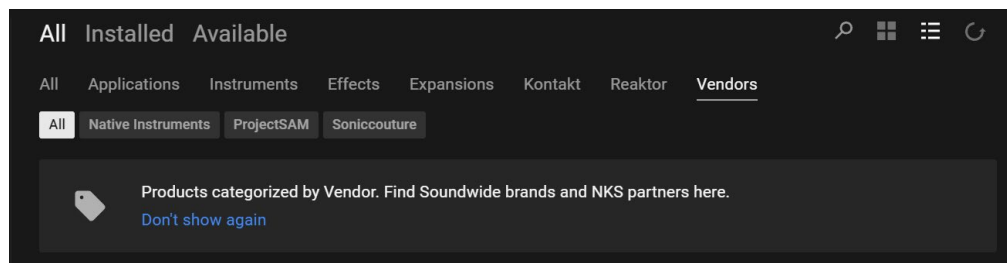 All Installed Available
All Applications Instruments Effects Expansions Kontakt Reaktor Vendors
All Native Instruments ProjectSAM Soniccouture
Products categorized by Vendor. Find Soundwide brands and NKS partners here.
Don't show again